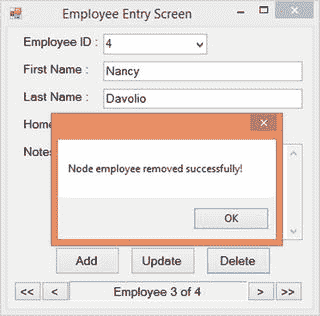 Employee Entry Screen
Employee ID : 4
First Name : Nancy
Last Name : Davolio
Home
Notes
Node employee removed successfully!
OK
Add Update Delete
<< < Employee 3 of 4 > >>